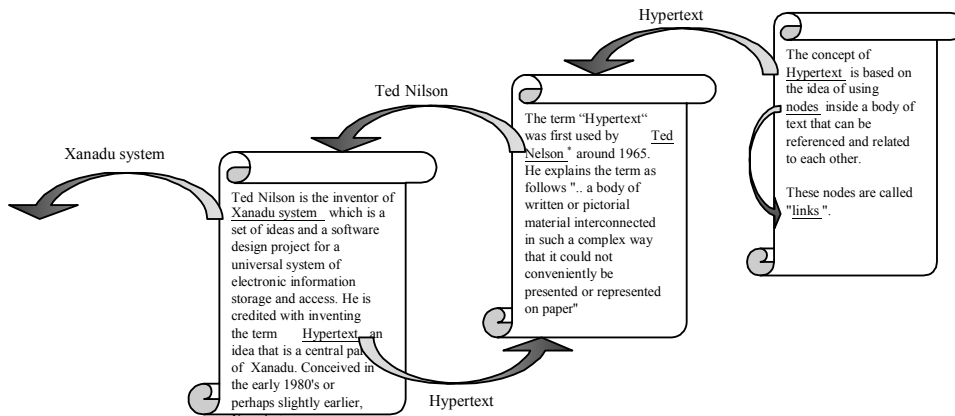 Hypertext
The concept of
Hypertext is based on
the idea of using
nodes inside a body of
text that can be
referenced and related
to each other.
These nodes are called
"links".
Ted Nilson
The term “Hypertext“
was first used by Ted
Nelson* around 1965.
He explains the term as
follows ".. a body of
written or pictorial
material interconnected
in such a complex way
that it could not
conveniently be
presented or represented
on paper"
Xanadu system
Ted Nilson is the inventor of
Xanadu system which is a
set of ideas and a software
design project for a
universal system of
electronic information
storage and access. He is
credited with inventing
the term Hypertext an
idea that is a central
of Xanadu. Conceived in
the early 1980's or
perhaps slightly earlier,
Hypertext